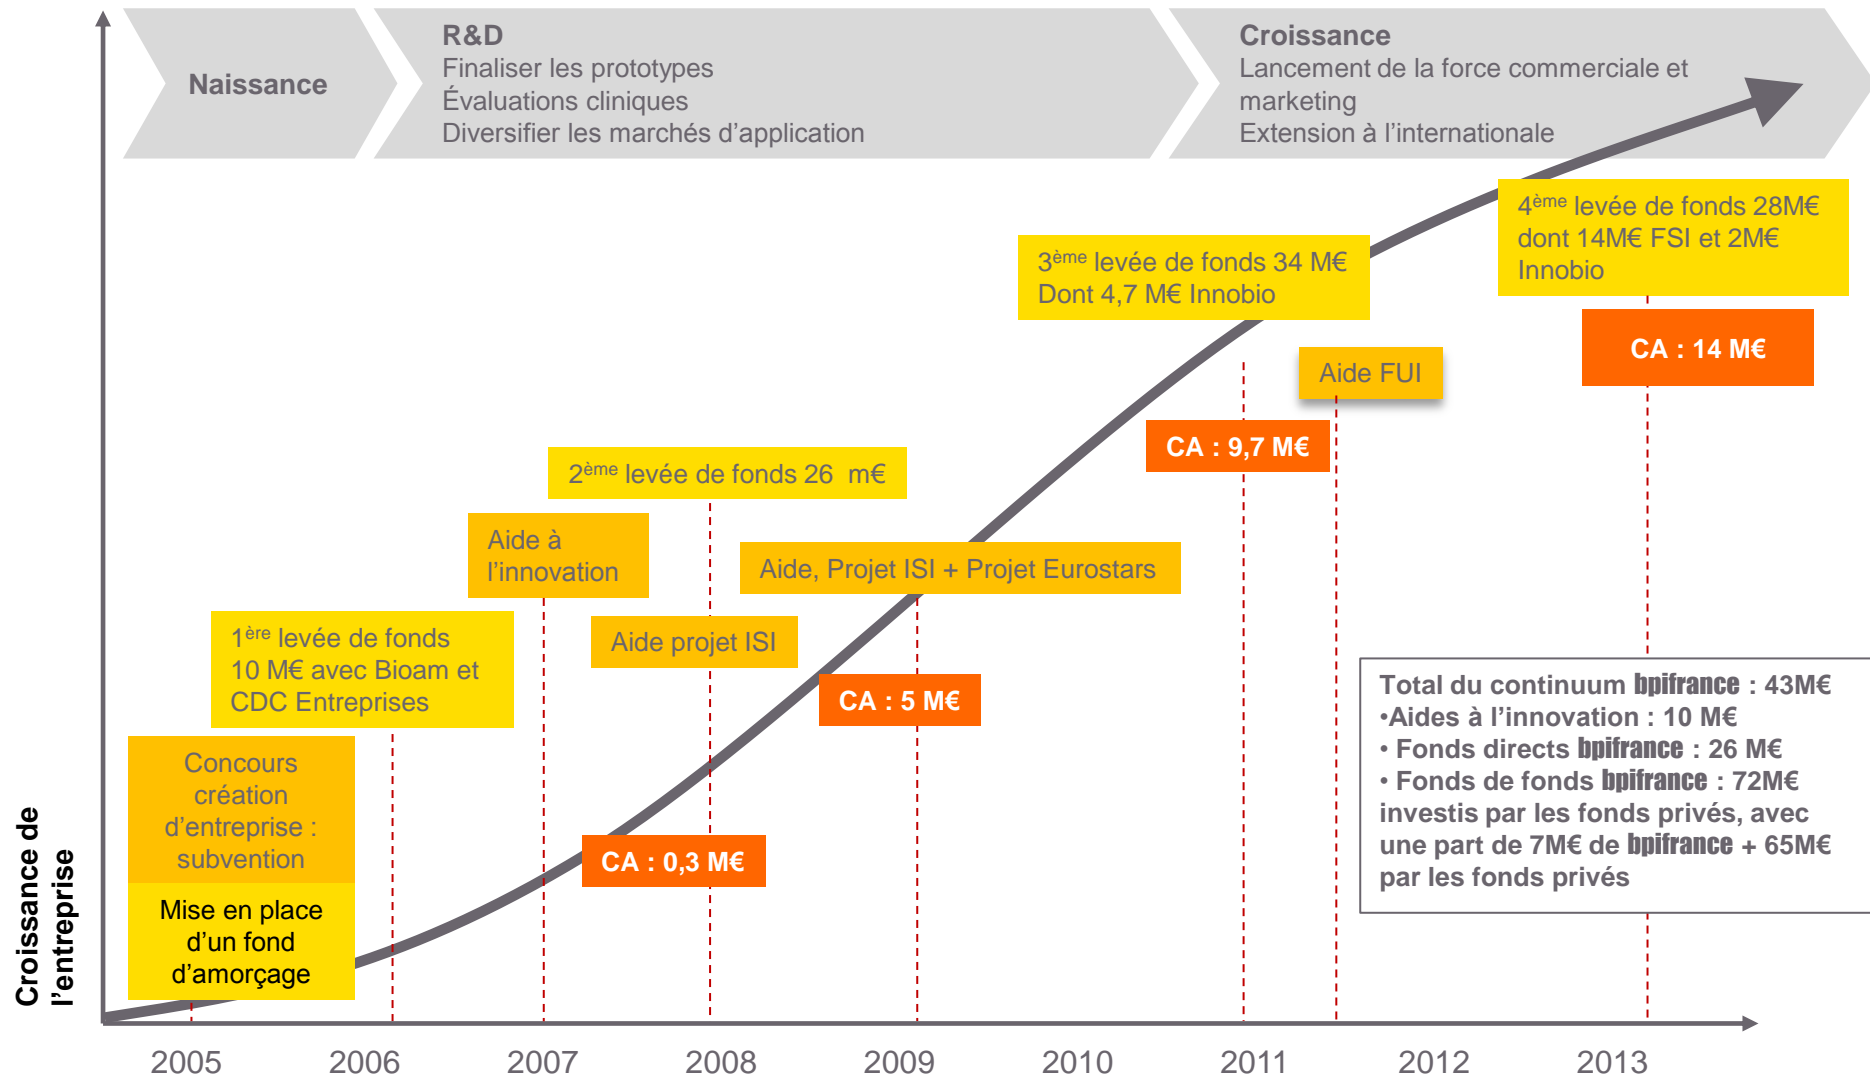 Naissance
R&D
Finaliser les prototypes
Évaluations cliniques
Diversifier les marchés d’application
Croissance
Lancement de la force commerciale et
marketing
Extension à l’internationale
4ème levée de fonds 28M€
dont 14M€ FSI et 2M€
Innobio
3ème levée de fonds 34 M€
Dont 4,7 M€ Innobio
CA : 14 M€
Aide FUI
CA : 9,7 M€
2ème levée de fonds 26 m€
Aide à
l’innovation
Aide, Projet ISI + Projet Eurostars
1ère levée de fonds
10 M€ avec Bioam et
CDC Entreprises
Aide projet ISI
CA : 5 M€
Total du continuum bpifrance : 43M€
•Aides à l’innovation : 10 M€
• Fonds directs bpifrance : 26 M€
• Fonds de fonds bpifrance : 72M€
investis par les fonds privés, avec
une part de 7M€ de bpifrance + 65M€
par les fonds privés
Concours
création
d’entreprise :
subvention
CA : 0,3 M€
Mise en place
d’un fond
d’amorçage
Croissance de
l’entreprise
2005 2006 2007 2008 2009 2010 2011 2012 2013